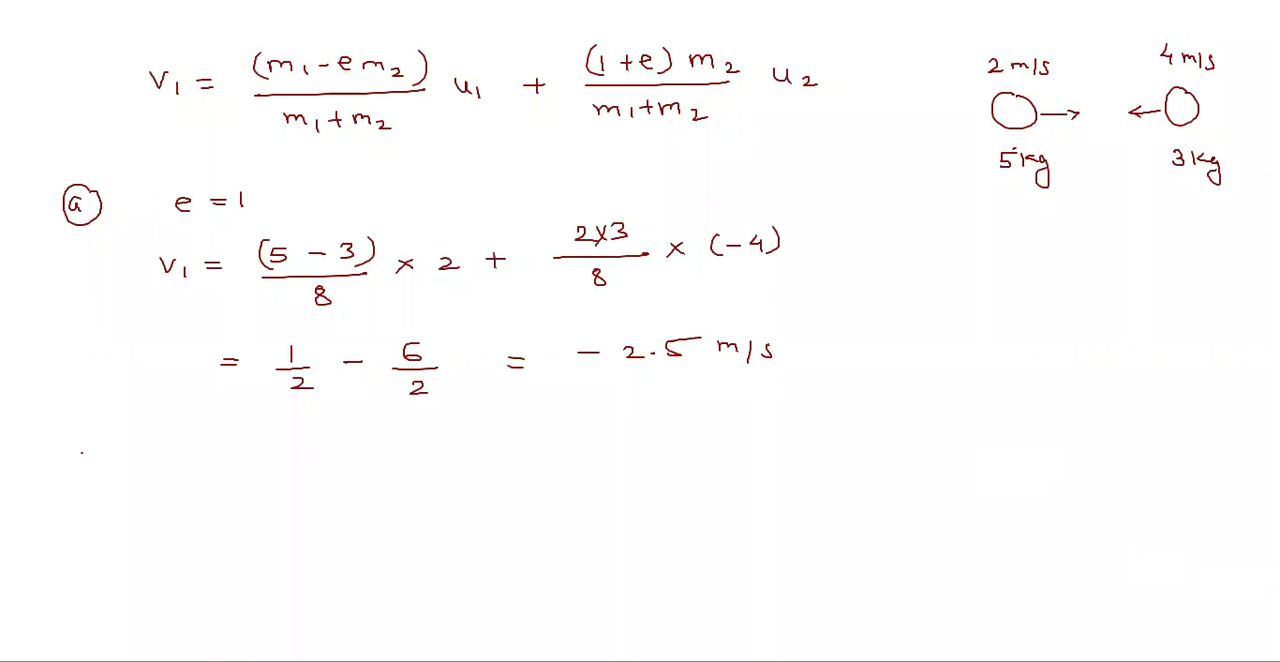 v₁ = (m₁ - e m₂) / (m₁ + m₂) u₁ + (1 + e) m₂ / (m₁ + m₂) u₂
2 m/s
4 m/s
5 kg
3 kg
(a) e = 1
v₁ = (5 - 3) / 8 × 2 + 2×3 / 8 × (-4)
= 1/2 - 6/2 = - 2.5 m/s